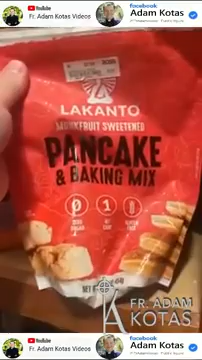 YouTube
Fr. Adam Kotas Videos
facebook
Adam Kotas
LAKANTO
MONKFRUIT SWEETENED
PANCAKE
& BAKING MIX
0
1
FR. ADAM
KOTAS
YouTube
Fr. Adam Kotas Videos
facebook
Adam Kotas